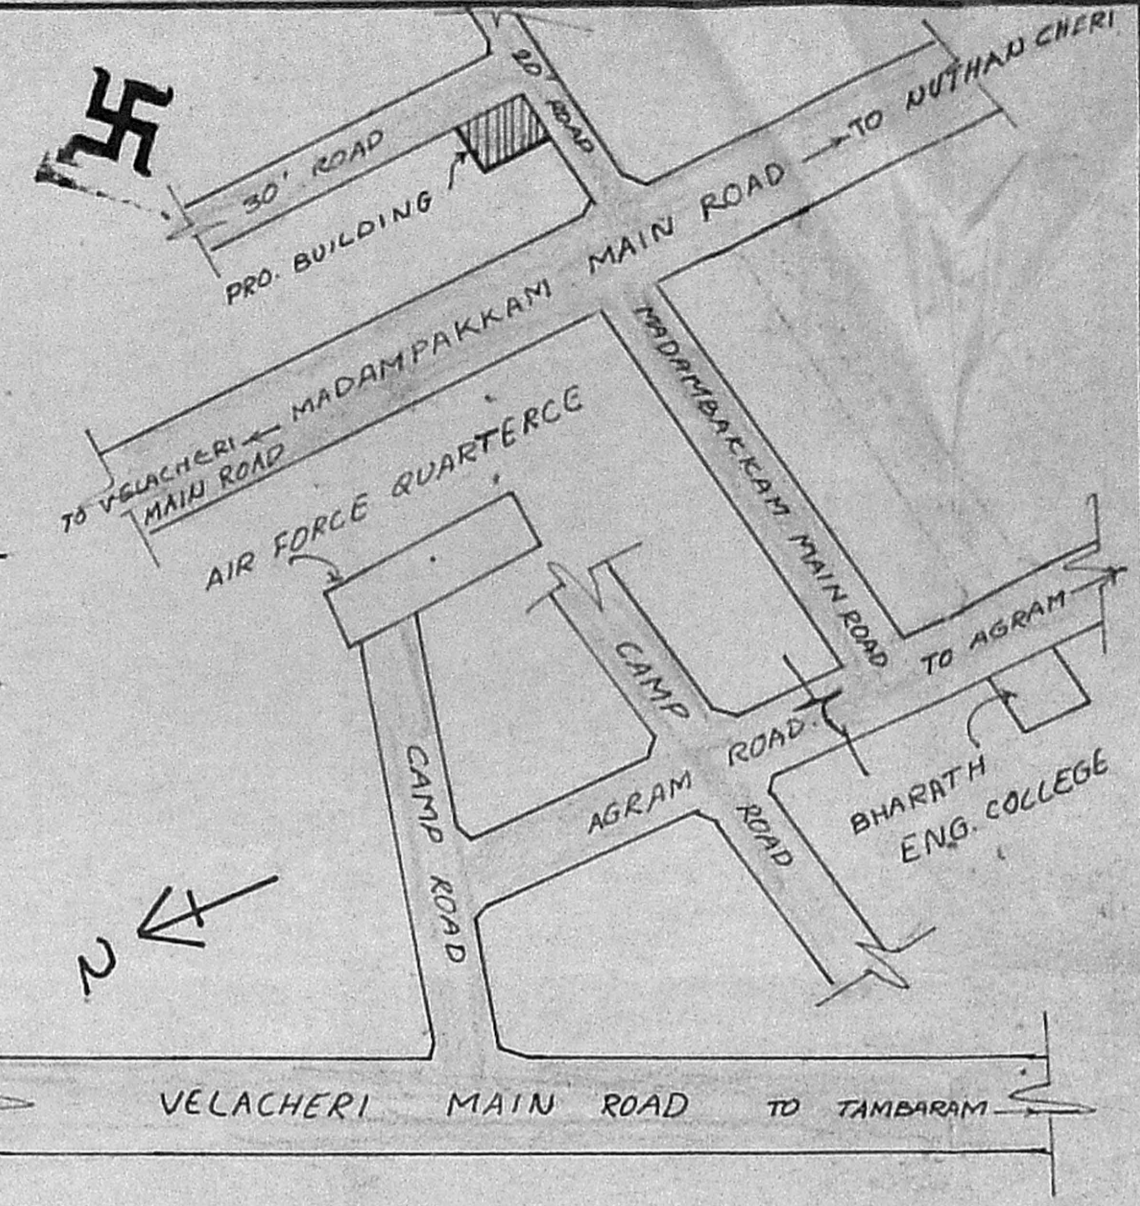 20' ROAD
30' ROAD
PRO. BUILDING
MADAMPAKKAM MAIN ROAD → TO NUTHANCHERI
TO VELACHERI ←
MAIN ROAD
AIR FORCE QUARTERCE
MADAMBAKKAM MAIN ROAD
TO AGRAM
CAMP
ROAD
AGRAM ROAD
CAMP ROAD
BHARATH
ENG. COLLEGE
N
VELACHERI MAIN ROAD TO TAMBARAM